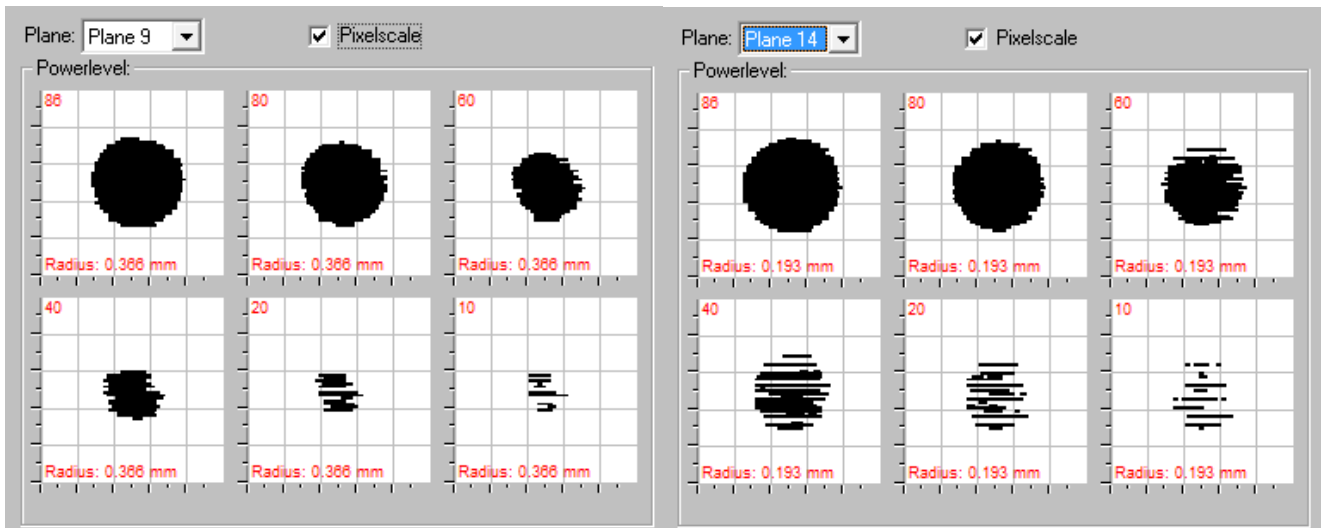 Plane: Plane 9 Pixelscale
Powerlevel:
86 80 60
Radius: 0.366 mm Radius: 0.366 mm Radius: 0.366 mm
40 20 10
Radius: 0.366 mm Radius: 0.366 mm Radius: 0.366 mm
Plane: Plane 14 Pixelscale
Powerlevel:
86 80 60
Radius: 0.193 mm Radius: 0.193 mm Radius: 0.193 mm
40 20 10
Radius: 0.193 mm Radius: 0.193 mm Radius: 0.193 mm